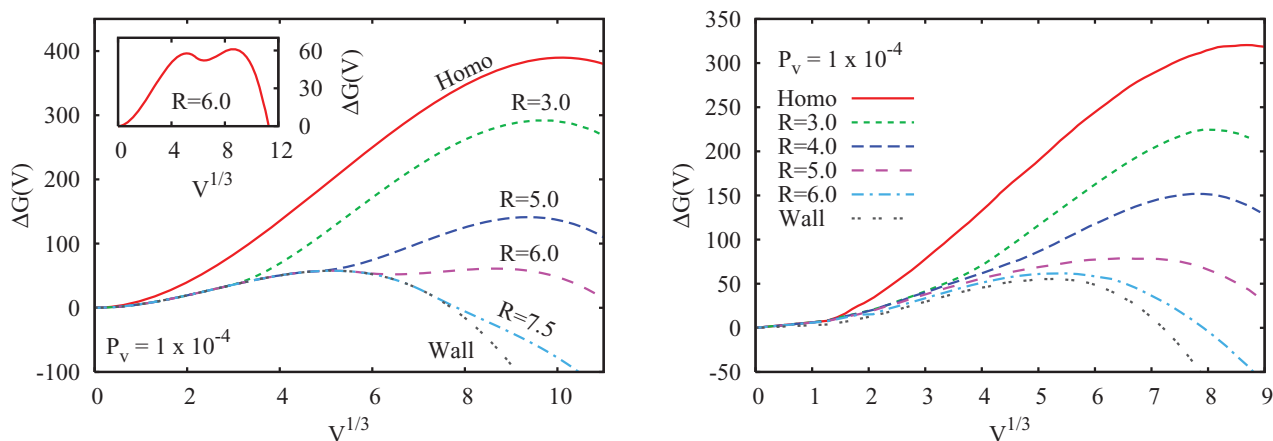 400
300
200
100
0
-100
ΔG(V)
0
2
4
6
8
10
V^{1/3}
P_v = 1 x 10^{-4}
Homo
R=3.0
R=5.0
R=6.0
R=7.5
Wall
R=6.0
60
30
0
ΔG(V)
0
4
8
12
V^{1/3}
350
300
250
200
150
100
50
0
-50
ΔG(V)
0
1
2
3
4
5
6
7
8
9
V^{1/3}
P_v = 1 x 10^{-4}
Homo
R=3.0
R=4.0
R=5.0
R=6.0
Wall